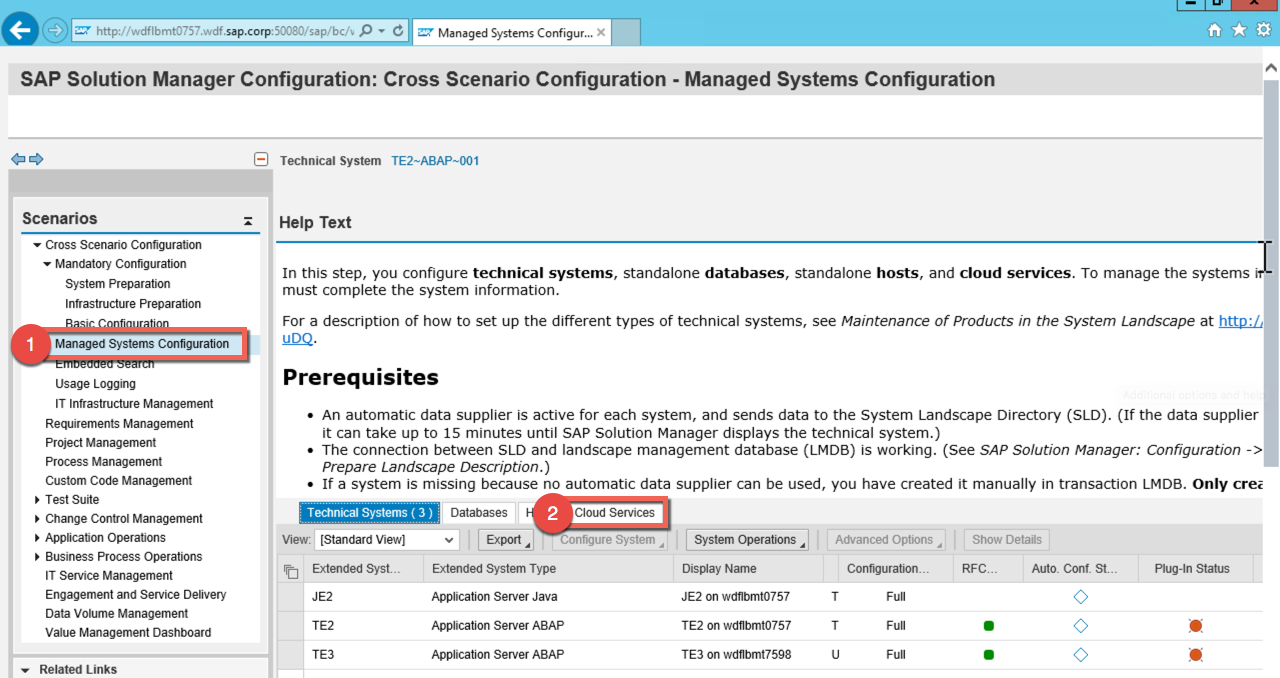 http://wdflbmt0757.wdf.sap.corp:50080/sap/bc/
SAP Managed Systems Configur...
SAP Solution Manager Configuration: Cross Scenario Configuration - Managed Systems Configuration
Technical System TE2~ABAP~001
Scenarios
Cross Scenario Configuration
Mandatory Configuration
System Preparation
Infrastructure Preparation
Basic Configuration
1 Managed Systems Configuration
Embedded Search
Usage Logging
IT Infrastructure Management
Requirements Management
Project Management
Process Management
Custom Code Management
Test Suite
Change Control Management
Application Operations
Business Process Operations
IT Service Management
Engagement and Service Delivery
Data Volume Management
Value Management Dashboard
Related Links
Help Text
In this step, you configure technical systems, standalone databases, standalone hosts, and cloud services. To manage the systems
must complete the system information.
For a description of how to set up the different types of technical systems, see Maintenance of Products in the System Landscape at http:/
uDQ.
Prerequisites
Additional options and help
• An automatic data supplier is active for each system, and sends data to the System Landscape Directory (SLD). (If the data supplier
it can take up to 15 minutes until SAP Solution Manager displays the technical system.)
• The connection between SLD and landscape management database (LMDB) is working. (See SAP Solution Manager: Configuration ->
Prepare Landscape Description.)
• If a system is missing because no automatic data supplier can be used, you have created it manually in transaction LMDB. Only crea
Technical Systems ( 3 ) Databases H 2 Cloud Services
View: [Standard View] Export Configure System System Operations Advanced Options Show Details
Extended Syst... Extended System Type Display Name Configuration... RFC... Auto. Conf. St... Plug-In Status
JE2 Application Server Java JE2 on wdflbmt0757 T Full
TE2 Application Server ABAP TE2 on wdflbmt0757 T Full
TE3 Application Server ABAP TE3 on wdflbmt7598 U Full